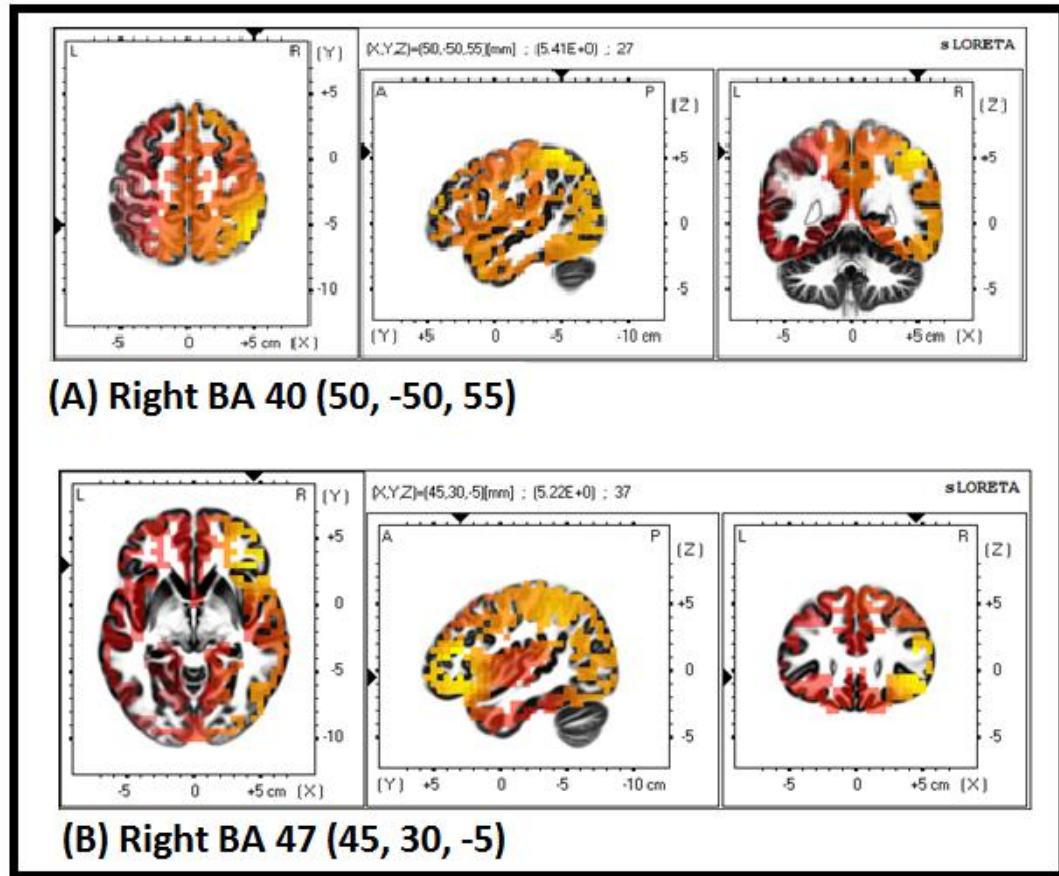 (X,Y,Z)=(50,-50,55)[mm] ; (5.41E+0) ; 27 sLORETA
L R (Y)
+5
0
-5
-10
-5 0 +5 cm (X)
A P (Z)
+5
0
-5
(Y) +5 0 -5 -10 cm
L R (Z)
+5
0
-5
-5 0 +5 cm (X)
(A) Right BA 40 (50, -50, 55)
(X,Y,Z)=(45,30,-5)[mm] ; (5.22E+0) ; 37 sLORETA
L R (Y)
+5
0
-5
-10
-5 0 +5 cm (X)
A P (Z)
+5
0
-5
(Y) +5 0 -5 -10 cm
L R (Z)
+5
0
-5
-5 0 +5 cm (X)
(B) Right BA 47 (45, 30, -5)